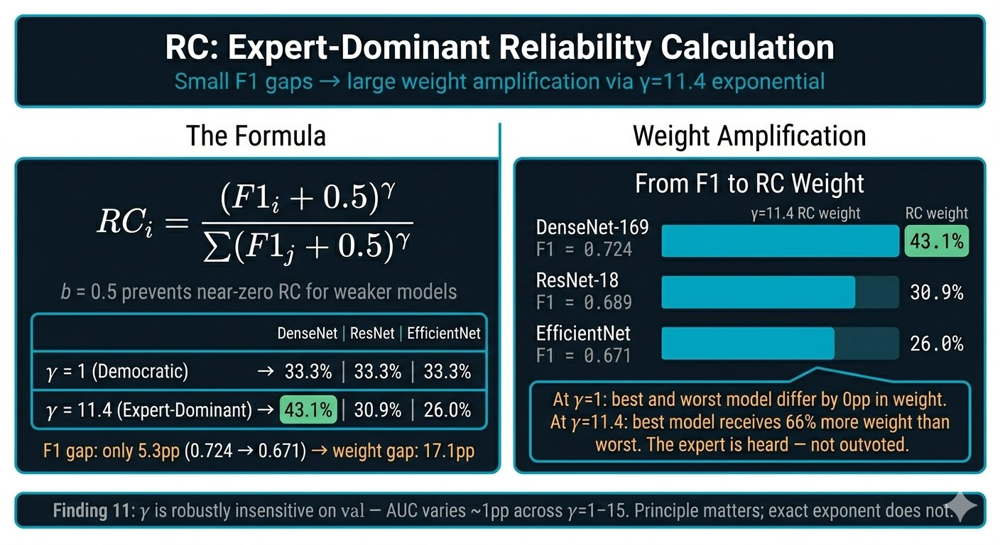 RC: Expert-Dominant Reliability Calculation
Small F1 gaps → large weight amplification via γ=11.4 exponential
The Formula
RC_i = (F1_i + 0.5)^γ / ∑(F1_j + 0.5)^γ
b = 0.5 prevents near-zero RC for weaker models
DenseNet | ResNet | EfficientNet
γ = 1 (Democratic) → 33.3% | 33.3% | 33.3%
γ = 11.4 (Expert-Dominant) → 43.1% | 30.9% | 26.0%
F1 gap: only 5.3pp (0.724 → 0.671) → weight gap: 17.1pp
Weight Amplification
From F1 to RC Weight
γ=11.4 RC weight RC weight
DenseNet-169
F1 = 0.724
43.1%
ResNet-18
F1 = 0.689
30.9%
EfficientNet
F1 = 0.671
26.0%
At γ=1: best and worst model differ by 0pp in weight.
At γ=11.4: best model receives 66% more weight than
worst. The expert is heard — not outvoted.
Finding 11: γ is robustly insensitive on val — AUC varies ~1pp across γ=1–15. Principle matters; exact exponent does not.